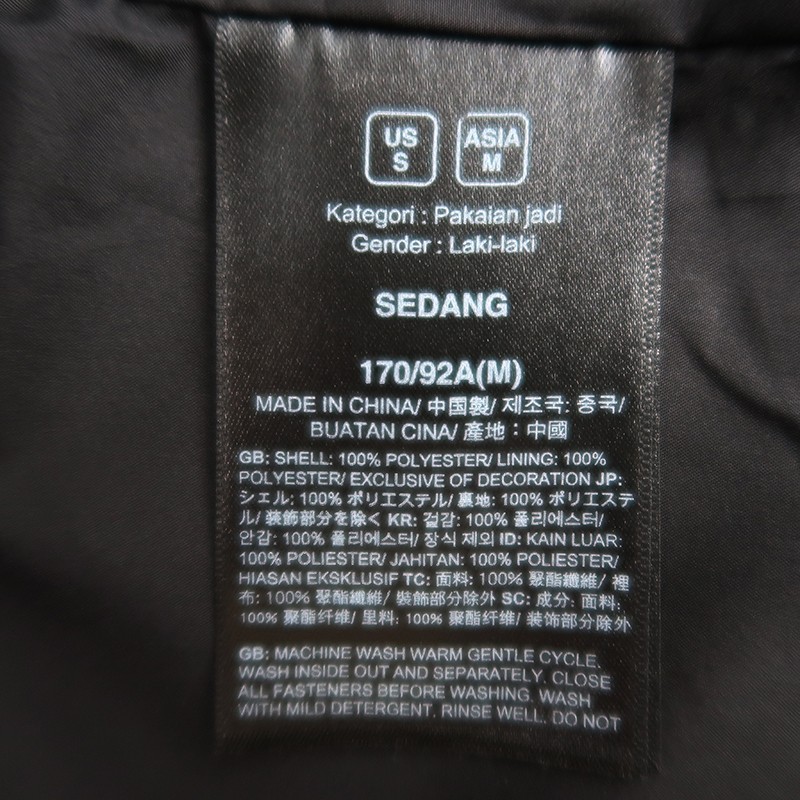 US
S
ASIA
M
Kategori : Pakaian jadi
Gender : Laki-laki
SEDANG
170/92A(M)
MADE IN CHINA/ 中国製/ 제조국: 중국/
BUATAN CINA/ 產地：中國
GB: SHELL: 100% POLYESTER/ LINING: 100%
POLYESTER/ EXCLUSIVE OF DECORATION JP:
シェル: 100% ポリエステル/ 裏地: 100% ポリエステ
ル/ 装飾部分を除く KR: 겉감: 100% 폴리에스터/
안감: 100% 폴리에스터/ 장식 제외 ID: KAIN LUAR:
100% POLIESTER/ JAHITAN: 100% POLIESTER/
HIASAN EKSKLUSIF TC: 面料: 100% 聚酯纖維/ 裡
布: 100% 聚酯纖維/ 裝飾部分除外 SC: 成分: 面料:
100% 聚酯纤维/ 里料: 100% 聚酯纤维/ 装饰部分除外
GB: MACHINE WASH WARM GENTLE CYCLE.
WASH INSIDE OUT AND SEPARATELY. CLOSE
ALL FASTENERS BEFORE WASHING. WASH
WITH MILD DETERGENT. RINSE WELL. DO NOT